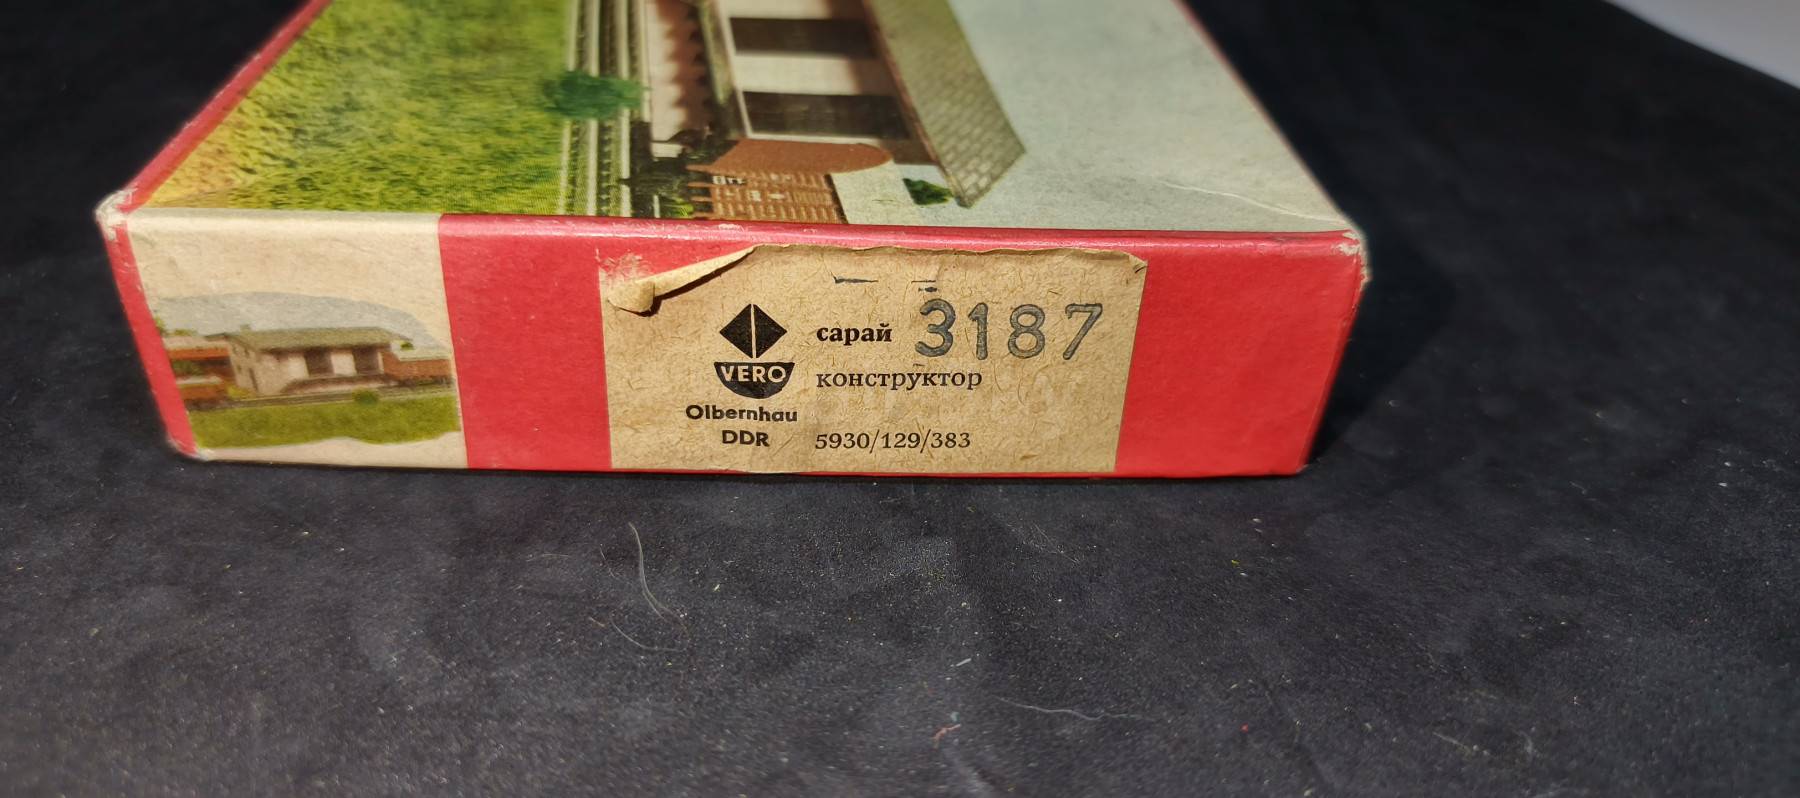 сарай 3187
VERO конструктор
Olbernhau
DDR 5930/129/383